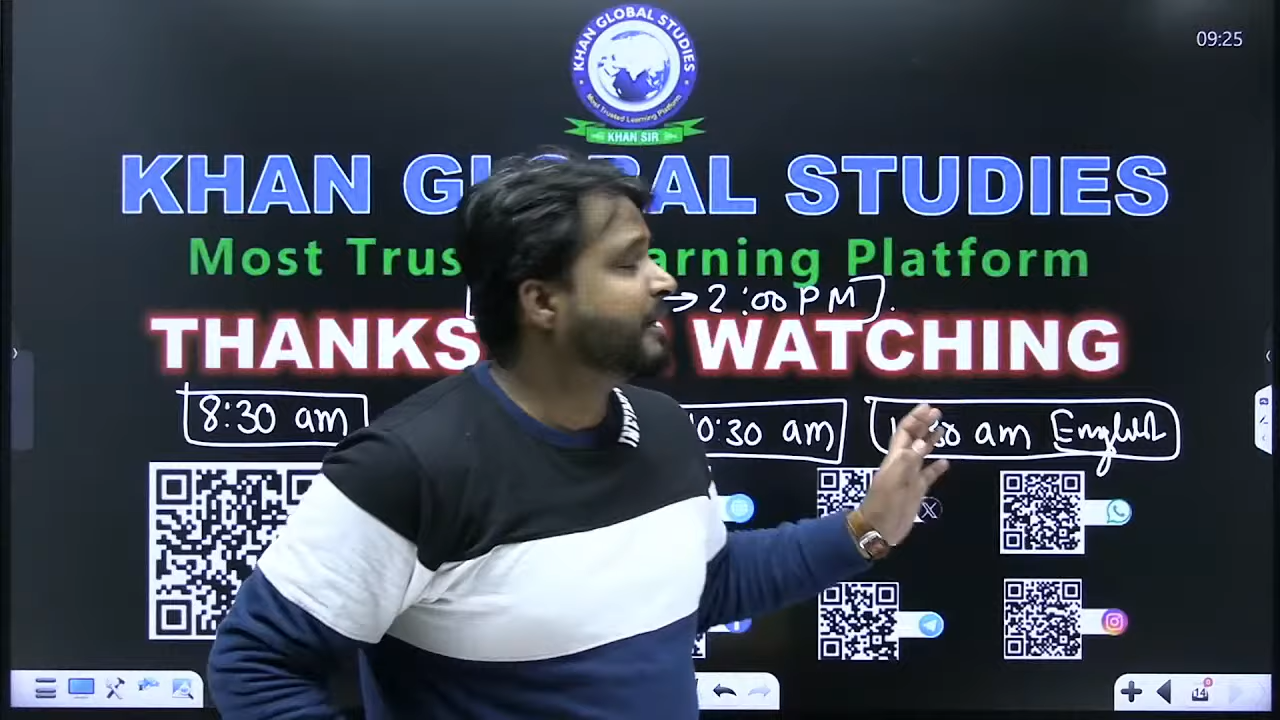 09:25
KHAN GLOBAL STUDIES
Most Trusted Learning Platform
KHAN SIR
KHAN G AL STUDIES
Most Trus arning Platform
→ 2:00 PM
THANKS WATCHING
8:30 am 0:30 am am English
14